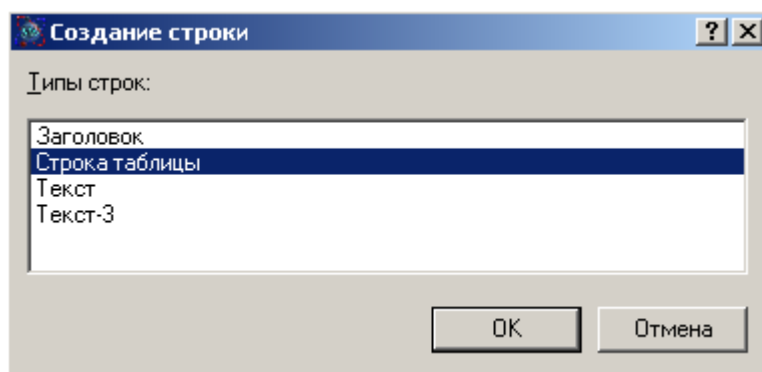 Создание строки
Типы строк:
Заголовок
Строка таблицы
Текст
Текст-3
OK Отмена